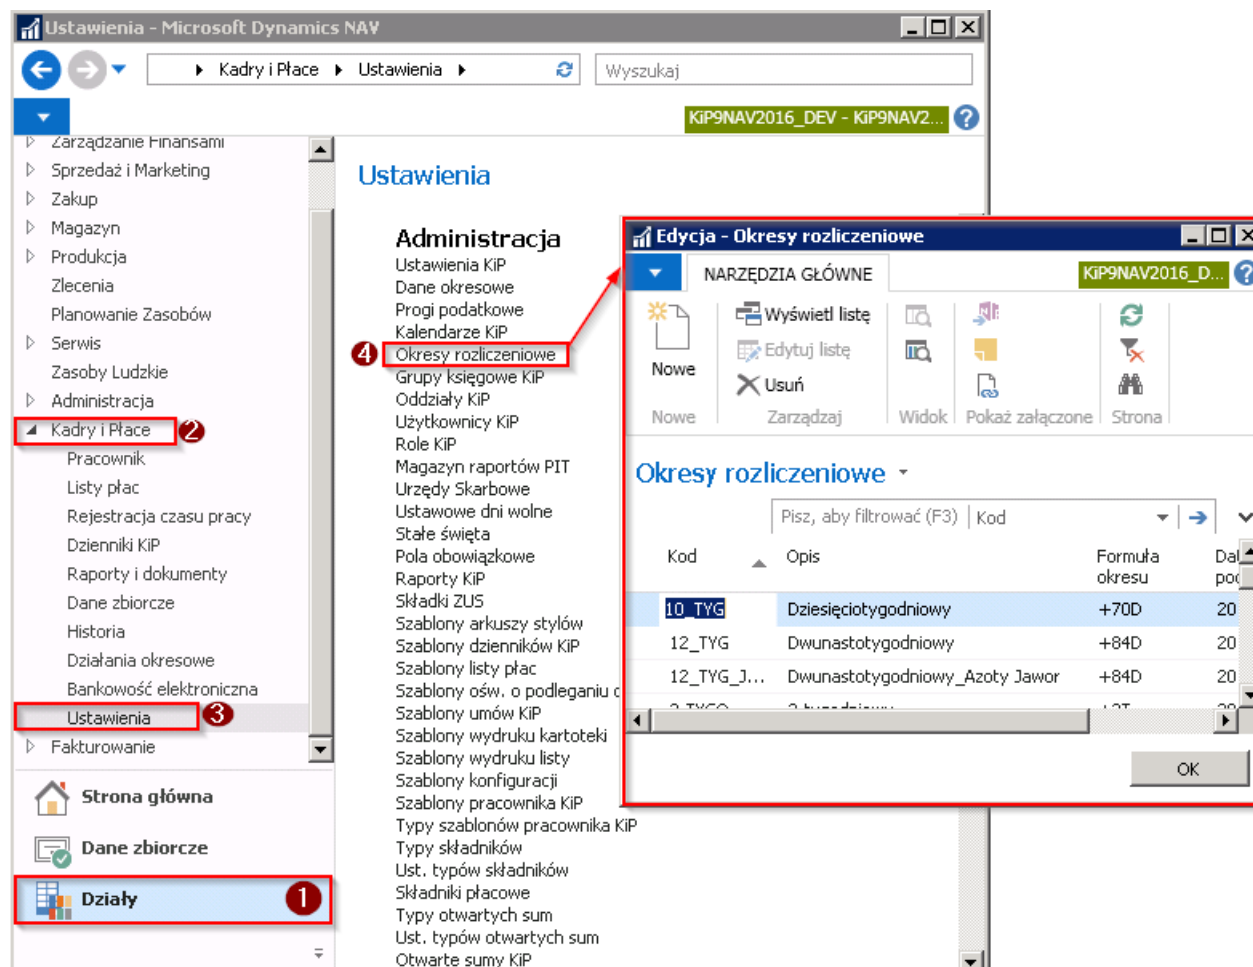 Ustawienia - Microsoft Dynamics NAV
Kadry i Płace
Ustawienia
Wyszukaj
KiP9NAV2016_DEV - KiP9NAV2...
Zarządzanie Finansami
Sprzedaż i Marketing
Zakup
Magazyn
Produkcja
Zlecenia
Planowanie Zasobów
Serwis
Zasoby Ludzkie
Administracja
Kadry i Płace
2
Pracownik
Listy płac
Rejestracja czasu pracy
Dzienniki KiP
Raporty i dokumenty
Dane zbiorcze
Historia
Działania okresowe
Bankowość elektroniczna
Ustawienia
3
Fakturowanie
Strona główna
Dane zbiorcze
Działy
1
Ustawienia
Administracja
Ustawienia KiP
Dane okresowe
Progi podatkowe
Kalendarze KiP
4
Okresy rozliczeniowe
Grupy księgowe KiP
Oddziały KiP
Użytkownicy KiP
Role KiP
Magazyn raportów PIT
Urzędy Skarbowe
Ustawowe dni wolne
Stałe święta
Pola obowiązkowe
Raporty KiP
Składki ZUS
Szablony arkuszy stylów
Szablony dzienników KiP
Szablony listy płac
Szablony ośw. o podleganiu
Szablony umów KiP
Szablony wydruku kartoteki
Szablony wydruku listy
Szablony konfiguracji
Szablony pracownika KiP
Typy szablonów pracownika KiP
Typy składników
Ust. typów składników
Składniki płacowe
Typy otwartych sum
Ust. typów otwartych sum
Otwarte sumy KiP
Edycja - Okresy rozliczeniowe
NARZĘDZIA GŁÓWNE
KiP9NAV2016_D...
Nowe
Wyświetl listę
Edytuj listę
Usuń
Nowe
Zarządzaj
Widok
Pokaż załączone
Strona
Okresy rozliczeniowe
Pisz, aby filtrować (F3)
Kod
Kod Opis Formuła okresu
10_TYG Dziesięciotygodniowy +70D 20
12_TYG Dwunastotygodniowy +84D 20
12_TYG_J... Dwunastotygodniowy_Azoty Jawor +84D 20
OK